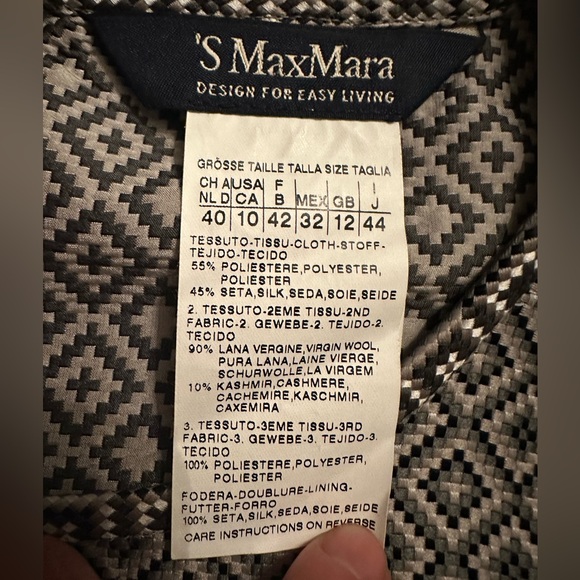 'S MaxMara
DESIGN FOR EASY LIVING
GRÖSSE TAILLE TALLA SIZE TAGLIA
CH A USA F I
NL D CA B MEX GB J
40 10 42 32 12 44
TESSUTO-TISSU-CLOTH-STOFF-
TEJIDO-TECIDO
55% POLIESTERE,POLYESTER,
POLIESTER
45% SETA,SILK,SEDA,SOIE,SEIDE
2. TESSUTO-2EME TISSU-2ND
FABRIC-2. GEWEBE-2. TEJIDO-2.
TECIDO
90% LANA VERGINE,VIRGIN WOOL,
PURA LANA,LAINE VIERGE,
SCHURWOLLE,LA VIRGEM
10% KASHMIR,CASHMERE,
CACHEMIRE,KASCHMIR,
CAXEMIRA
3. TESSUTO-3EME TISSU-3RD
FABRIC-3. GEWEBE-3. TEJIDO-3.
TECIDO
100% POLIESTERE,POLYESTER,
POLIESTER
FODERA-DOUBLURE-LINING-
FUTTER-FORRO
100% SETA,SILK,SEDA,SOIE,SEIDE
CARE INSTRUCTIONS ON REVERSE